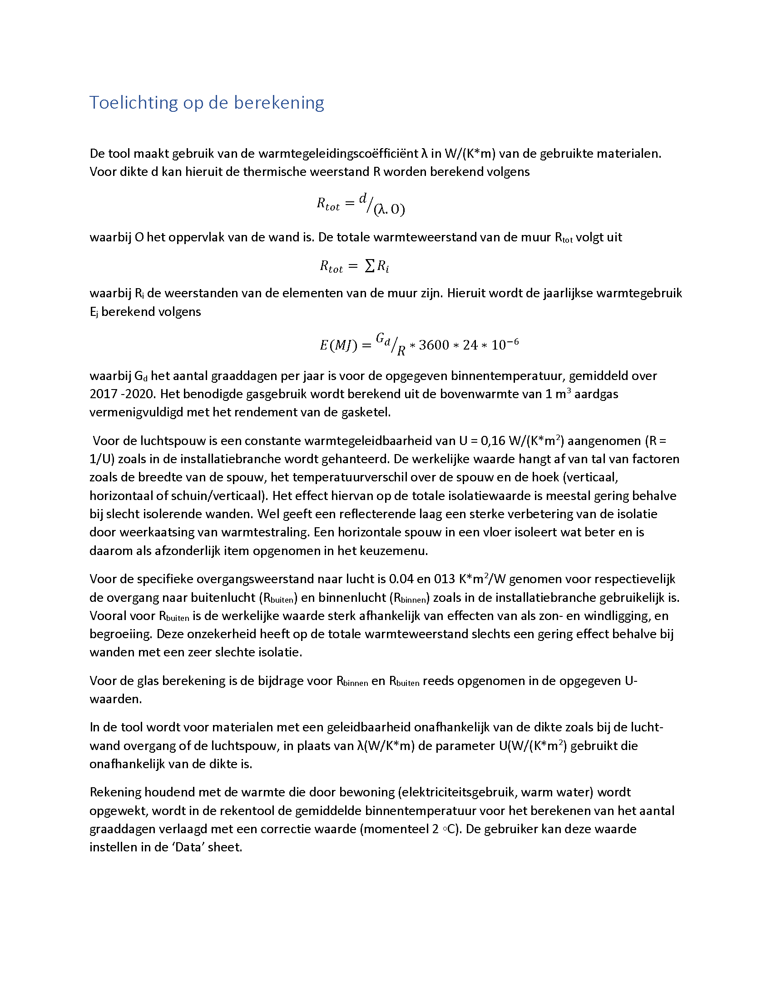 Toelichting op de berekening
De tool maakt gebruik van de warmtegeleidingscoëfficiënt λ in W/(K*m) van de gebruikte materialen.
Voor dikte d kan hieruit de thermische weerstand R worden berekend volgens
R_tot = d/(λ. O)
waarbij O het oppervlak van de wand is. De totale warmteweerstand van de muur R_tot volgt uit
R_tot = ∑ R_i
waarbij R_i de weerstanden van de elementen van de muur zijn. Hieruit wordt de jaarlijkse warmtegebruik
E_j berekend volgens
E(MJ) = G_d/R * 3600 * 24 * 10⁻⁶
waarbij G_d het aantal graaddagen per jaar is voor de opgegeven binnentemperatuur, gemiddeld over
2017 -2020. Het benodigde gasgebruik wordt berekend uit de bovenwarmte van 1 m³ aardgas
vermenigvuldigd met het rendement van de gasketel.
Voor de luchtspouw is een constante warmtegeleidbaarheid van U = 0,16 W/(K*m²) aangenomen (R =
1/U) zoals in de installatiebranche wordt gehanteerd. De werkelijke waarde hangt af van tal van factoren
zoals de breedte van de spouw, het temperatuurverschil over de spouw en de hoek (verticaal,
horizontaal of schuin/verticaal). Het effect hiervan op de totale isolatiewaarde is meestal gering behalve
bij slecht isolerende wanden. Wel geeft een reflecterende laag een sterke verbetering van de isolatie
door weerkaatsing van warmtestraling. Een horizontale spouw in een vloer isoleert wat beter en is
daarom als afzonderlijk item opgenomen in het keuzemenu.
Voor de specifieke overgangsweerstand naar lucht is 0.04 en 013 K*m²/W genomen voor respectievelijk
de overgang naar buitenlucht (R_buiten) en binnenlucht (R_binnen) zoals in de installatiebranche gebruikelijk is.
Vooral voor R_buiten is de werkelijke waarde sterk afhankelijk van effecten van als zon- en windligging, en
begroeiing. Deze onzekerheid heeft op de totale warmteweerstand slechts een gering effect behalve bij
wanden met een zeer slechte isolatie.
Voor de glas berekening is de bijdrage voor R_binnen en R_buiten reeds opgenomen in de opgegeven U-
waarden.
In de tool wordt voor materialen met een geleidbaarheid onafhankelijk van de dikte zoals bij de lucht-
wand overgang of de luchtspouw, in plaats van λ(W/K*m) de parameter U(W/(K*m²) gebruikt die
onafhankelijk van de dikte is.
Rekening houdend met de warmte die door bewoning (elektriciteitsgebruik, warm water) wordt
opgewekt, wordt in de rekentool de gemiddelde binnentemperatuur voor het berekenen van het aantal
graaddagen verlaagd met een correctie waarde (momenteel 2 ◦C). De gebruiker kan deze waarde
instellen in de ‘Data’ sheet.